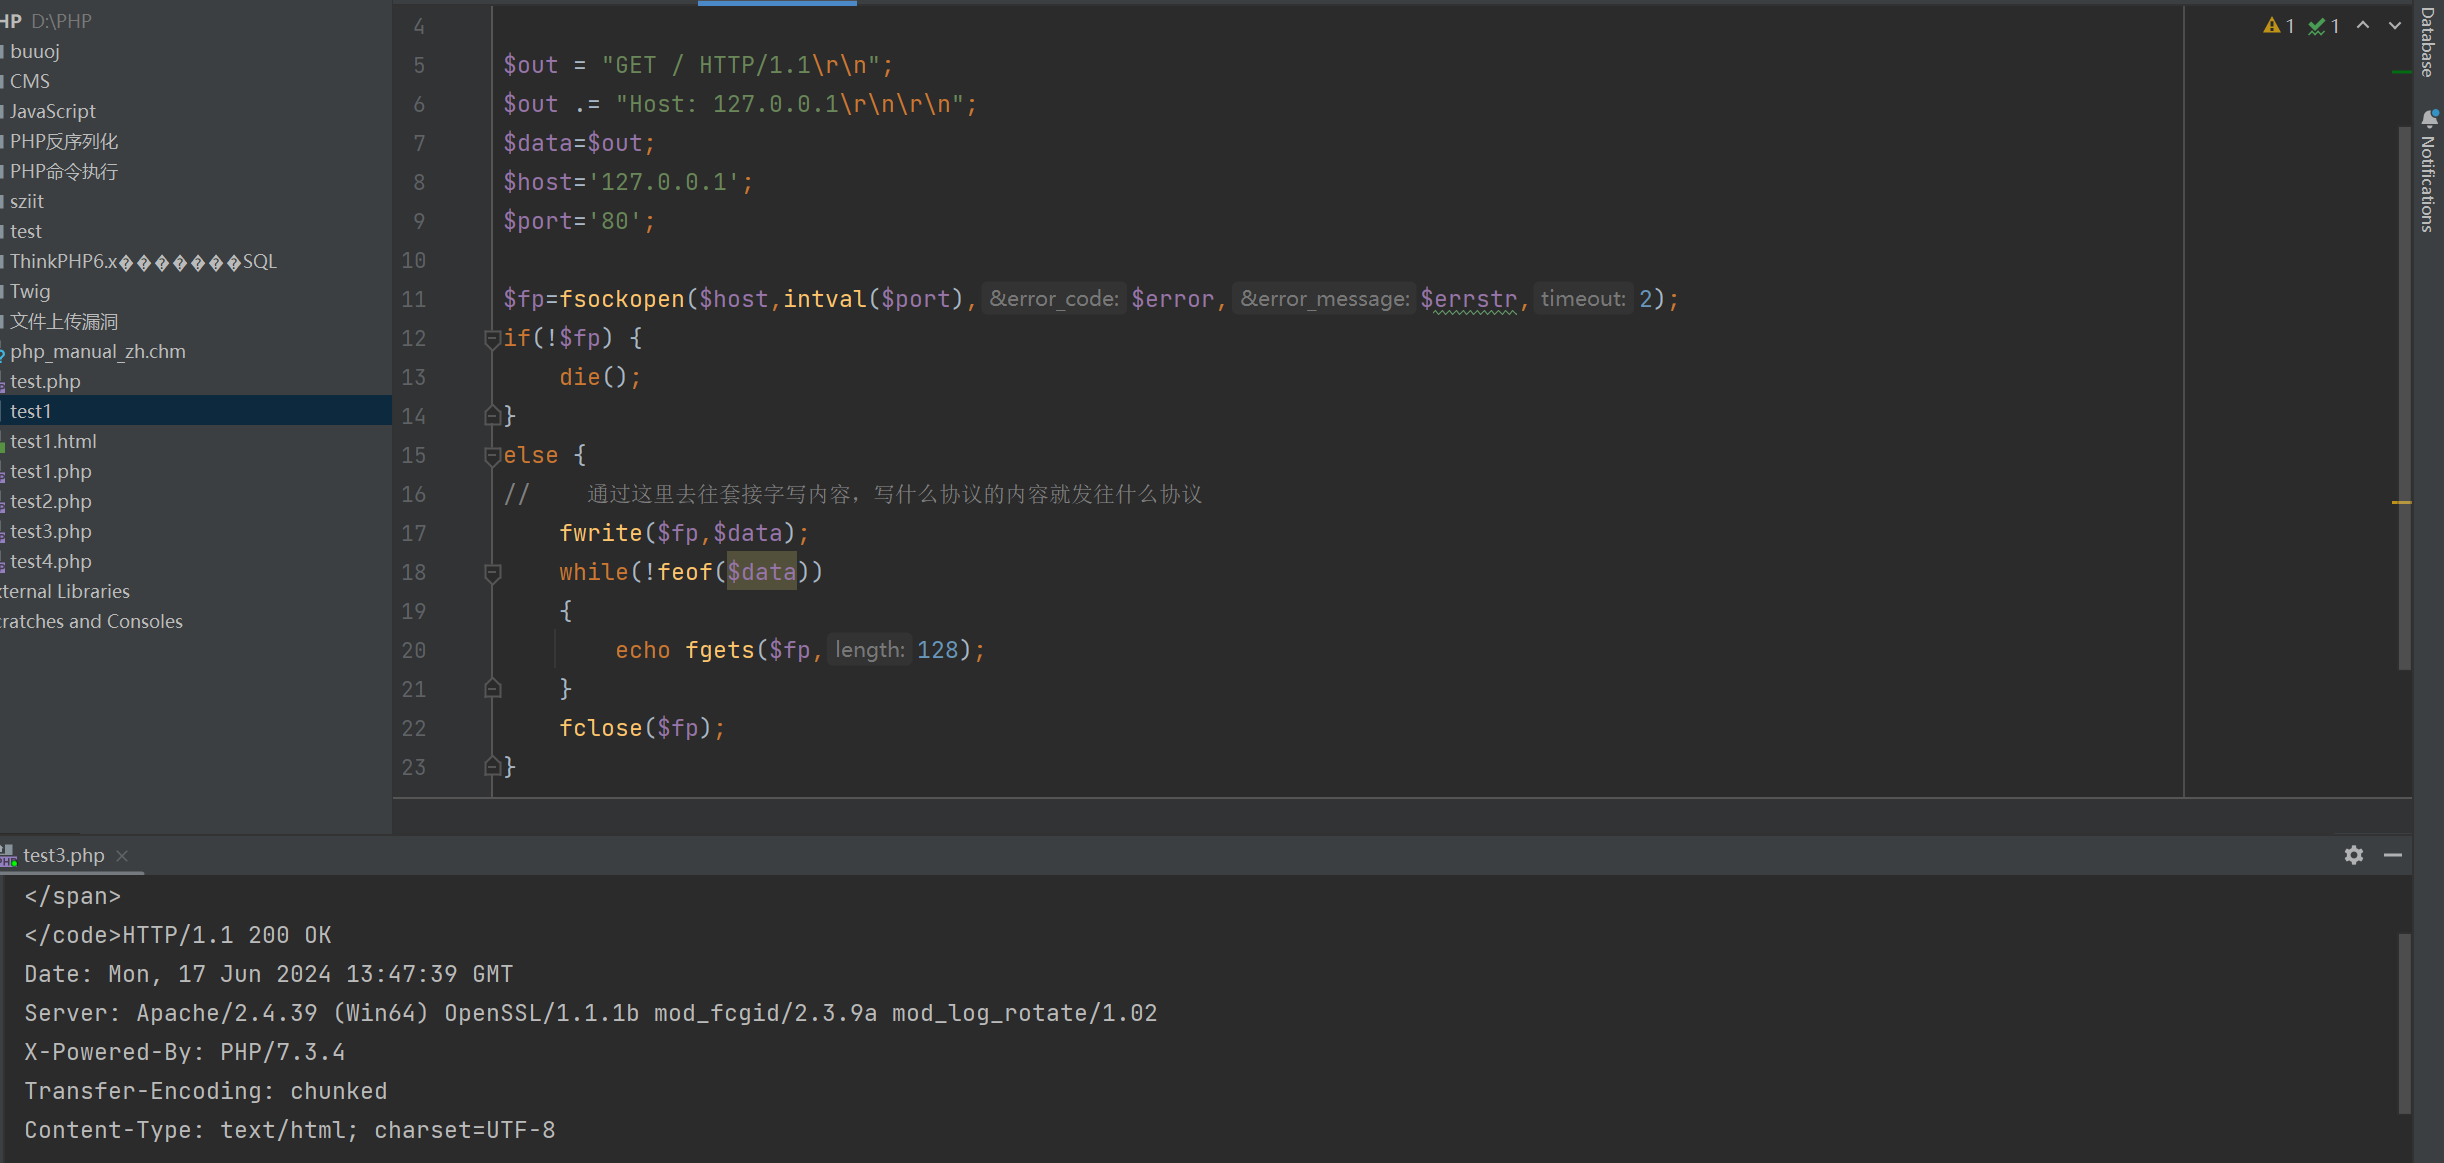 HP D:\PHP
buuoj
CMS
JavaScript
PHP反序列化
PHP命令执行
sziit
test
ThinkPHP6.x�������SQL
Twig
文件上传漏洞
php_manual_zh.chm
test.php
test1
test1.html
test1.php
test2.php
test3.php
test4.php
ternal Libraries
ratches and Consoles
4
5 $out = "GET / HTTP/1.1\r\n";
6 $out .= "Host: 127.0.0.1\r\n\r\n";
7 $data=$out;
8 $host='127.0.0.1';
9 $port='80';
10
11 $fp=fsockopen($host,intval($port), &error_code: $error, &error_message: $errstr, timeout: 2);
12 if(!$fp) {
13 die();
14 }
15 else {
16 // 通过这里去往套接字写内容，写什么协议的内容就发往什么协议
17 fwrite($fp,$data);
18 while(!feof($data))
19 {
20 echo fgets($fp, length: 128);
21 }
22 fclose($fp);
23 }
1 1
Database
Notifications
test3.php
</span>
</code>HTTP/1.1 200 OK
Date: Mon, 17 Jun 2024 13:47:39 GMT
Server: Apache/2.4.39 (Win64) OpenSSL/1.1.1b mod_fcgid/2.3.9a mod_log_rotate/1.02
X-Powered-By: PHP/7.3.4
Transfer-Encoding: chunked
Content-Type: text/html; charset=UTF-8